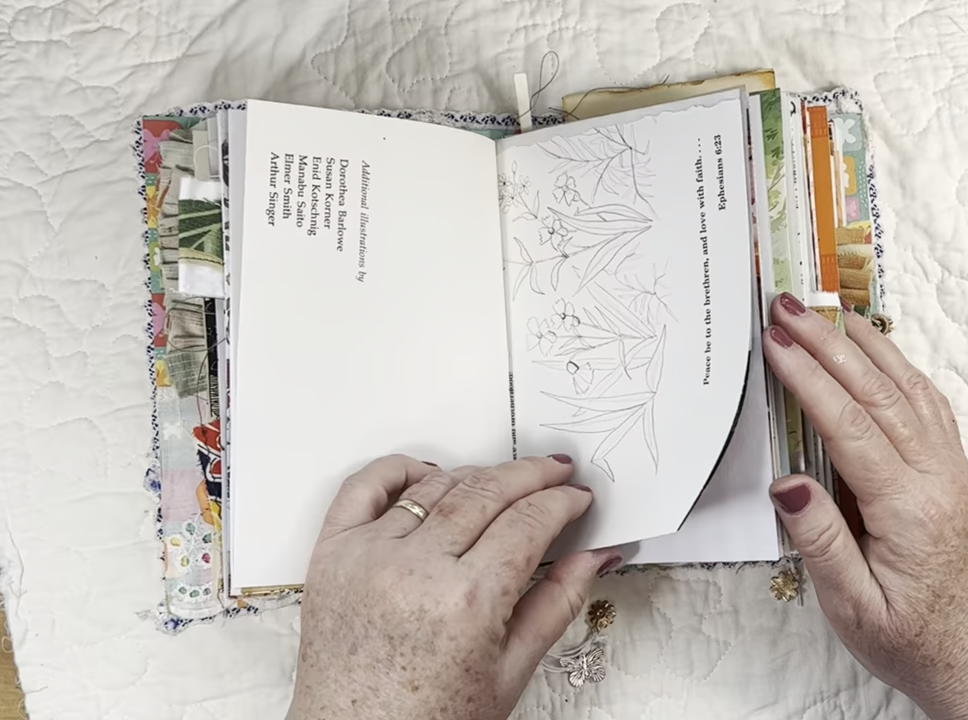 Additional illustrations by
Dorothea Barlowe
Susan Korner
Enid Kotschnig
Manabu Saito
Elmer Smith
Arthur Singer
Peace be to the brethren, and love with faith. . . .
Ephesians 6:23